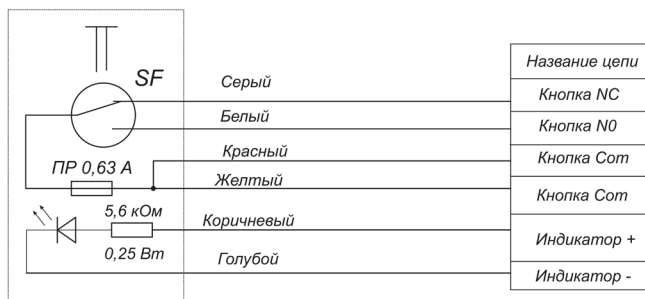 Название цепи
SF
Серый
Кнопка NC
Белый
Кнопка N0
Красный
Кнопка Com
ПР 0,63 А
Желтый
Кнопка Com
5,6 кОм
Коричневый
Индикатор +
0,25 Вт
Голубой
Индикатор -